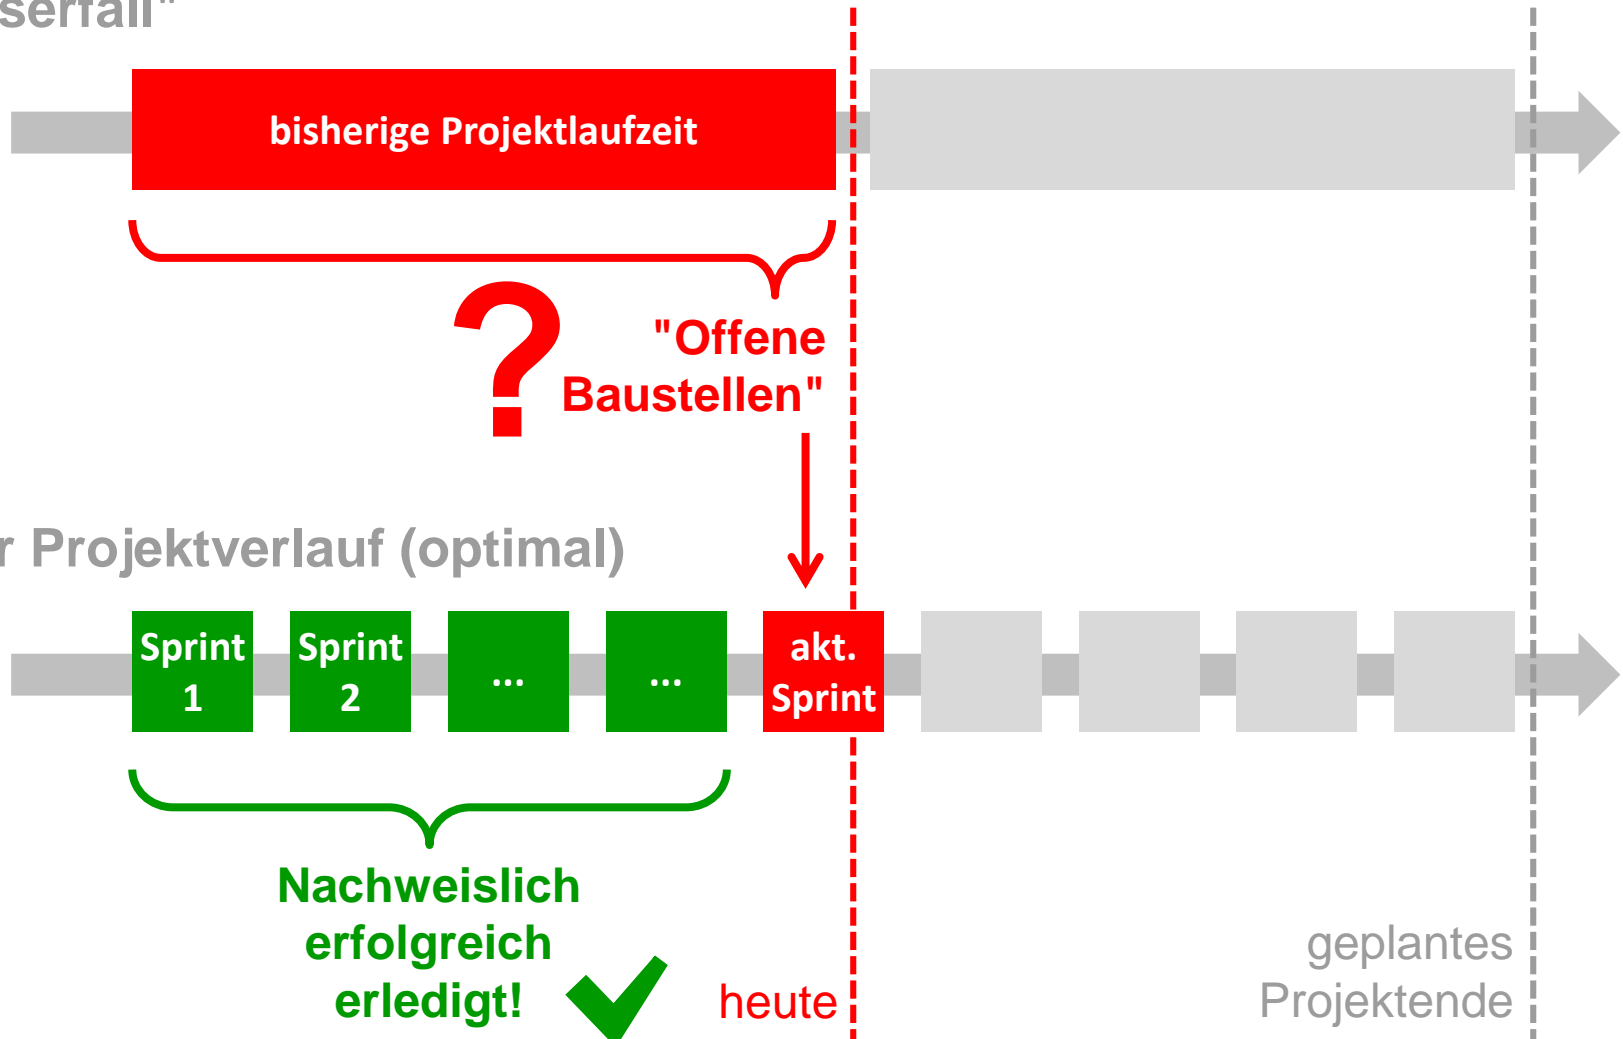 serfall"
bisherige Projektlaufzeit
?
"Offene
Baustellen"
r Projektverlauf (optimal)
Sprint
1
Sprint
2
...
...
akt.
Sprint
Nachweislich
erfolgreich
erledigt!
heute
geplantes
Projektende